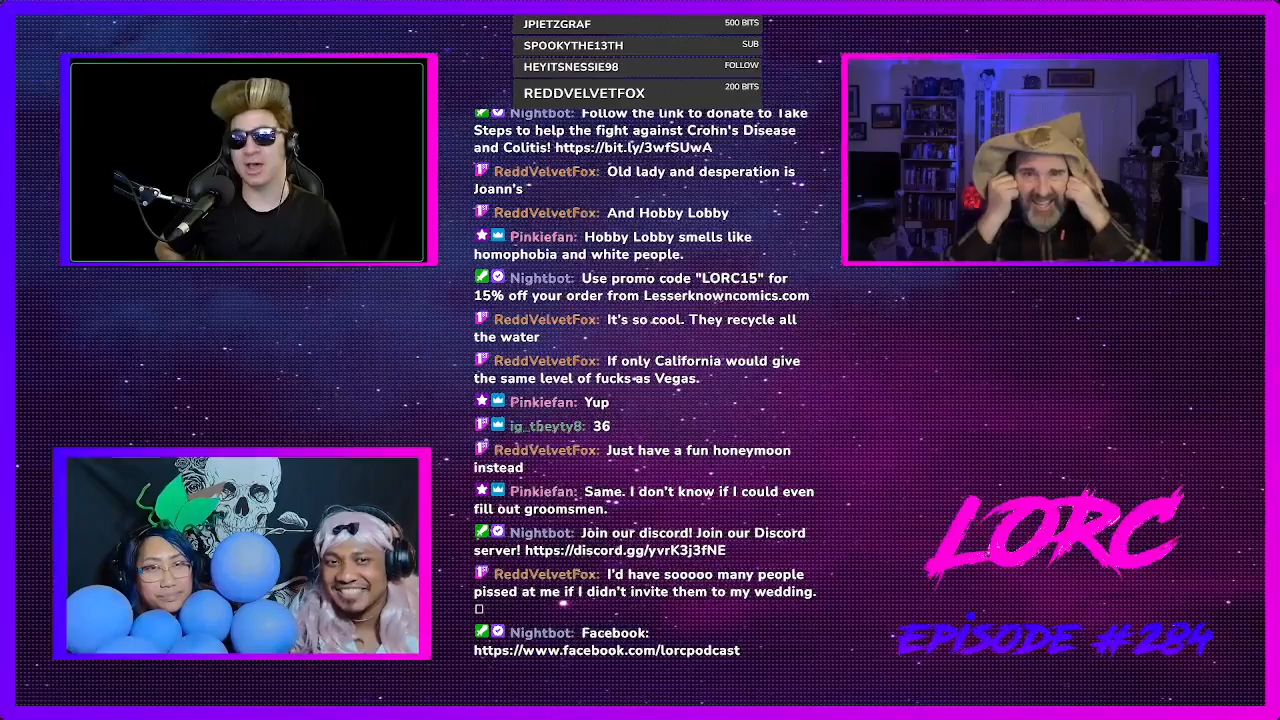 JPIETZGRAF 500 BITS
SPOOKYTHE13TH SUB
HEYITSNESSIE98 FOLLOW
REDDVELVETFOX 200 BITS
Nightbot: Follow the link to donate to Take
Steps to help the fight against Crohn's Disease
and Colitis! https://bit.ly/3wfSUwA
ReddVelvetFox: Old lady and desperation is
Joann's
ReddVelvetFox: And Hobby Lobby
Pinkiefan: Hobby Lobby smells like
homophobia and white people.
Nightbot: Use promo code "LORC15" for
15% off your order from Lesserknowncomics.com
ReddVelvetFox: It's so cool. They recycle all
the water
ReddVelvetFox: If only California would give
the same level of fucks as Vegas.
Pinkiefan: Yup
ig_theyty8: 36
ReddVelvetFox: Just have a fun honeymoon
instead
Pinkiefan: Same. I don't know if I could even
fill out groomsmen.
Nightbot: Join our discord! Join our Discord
server! https://discord.gg/yvrK3j3fNE
ReddVelvetFox: I'd have sooooo many people
pissed at me if I didn't invite them to my wedding.
Nightbot: Facebook:
https://www.facebook.com/lorcpodcast
LORC
EPISODE #284